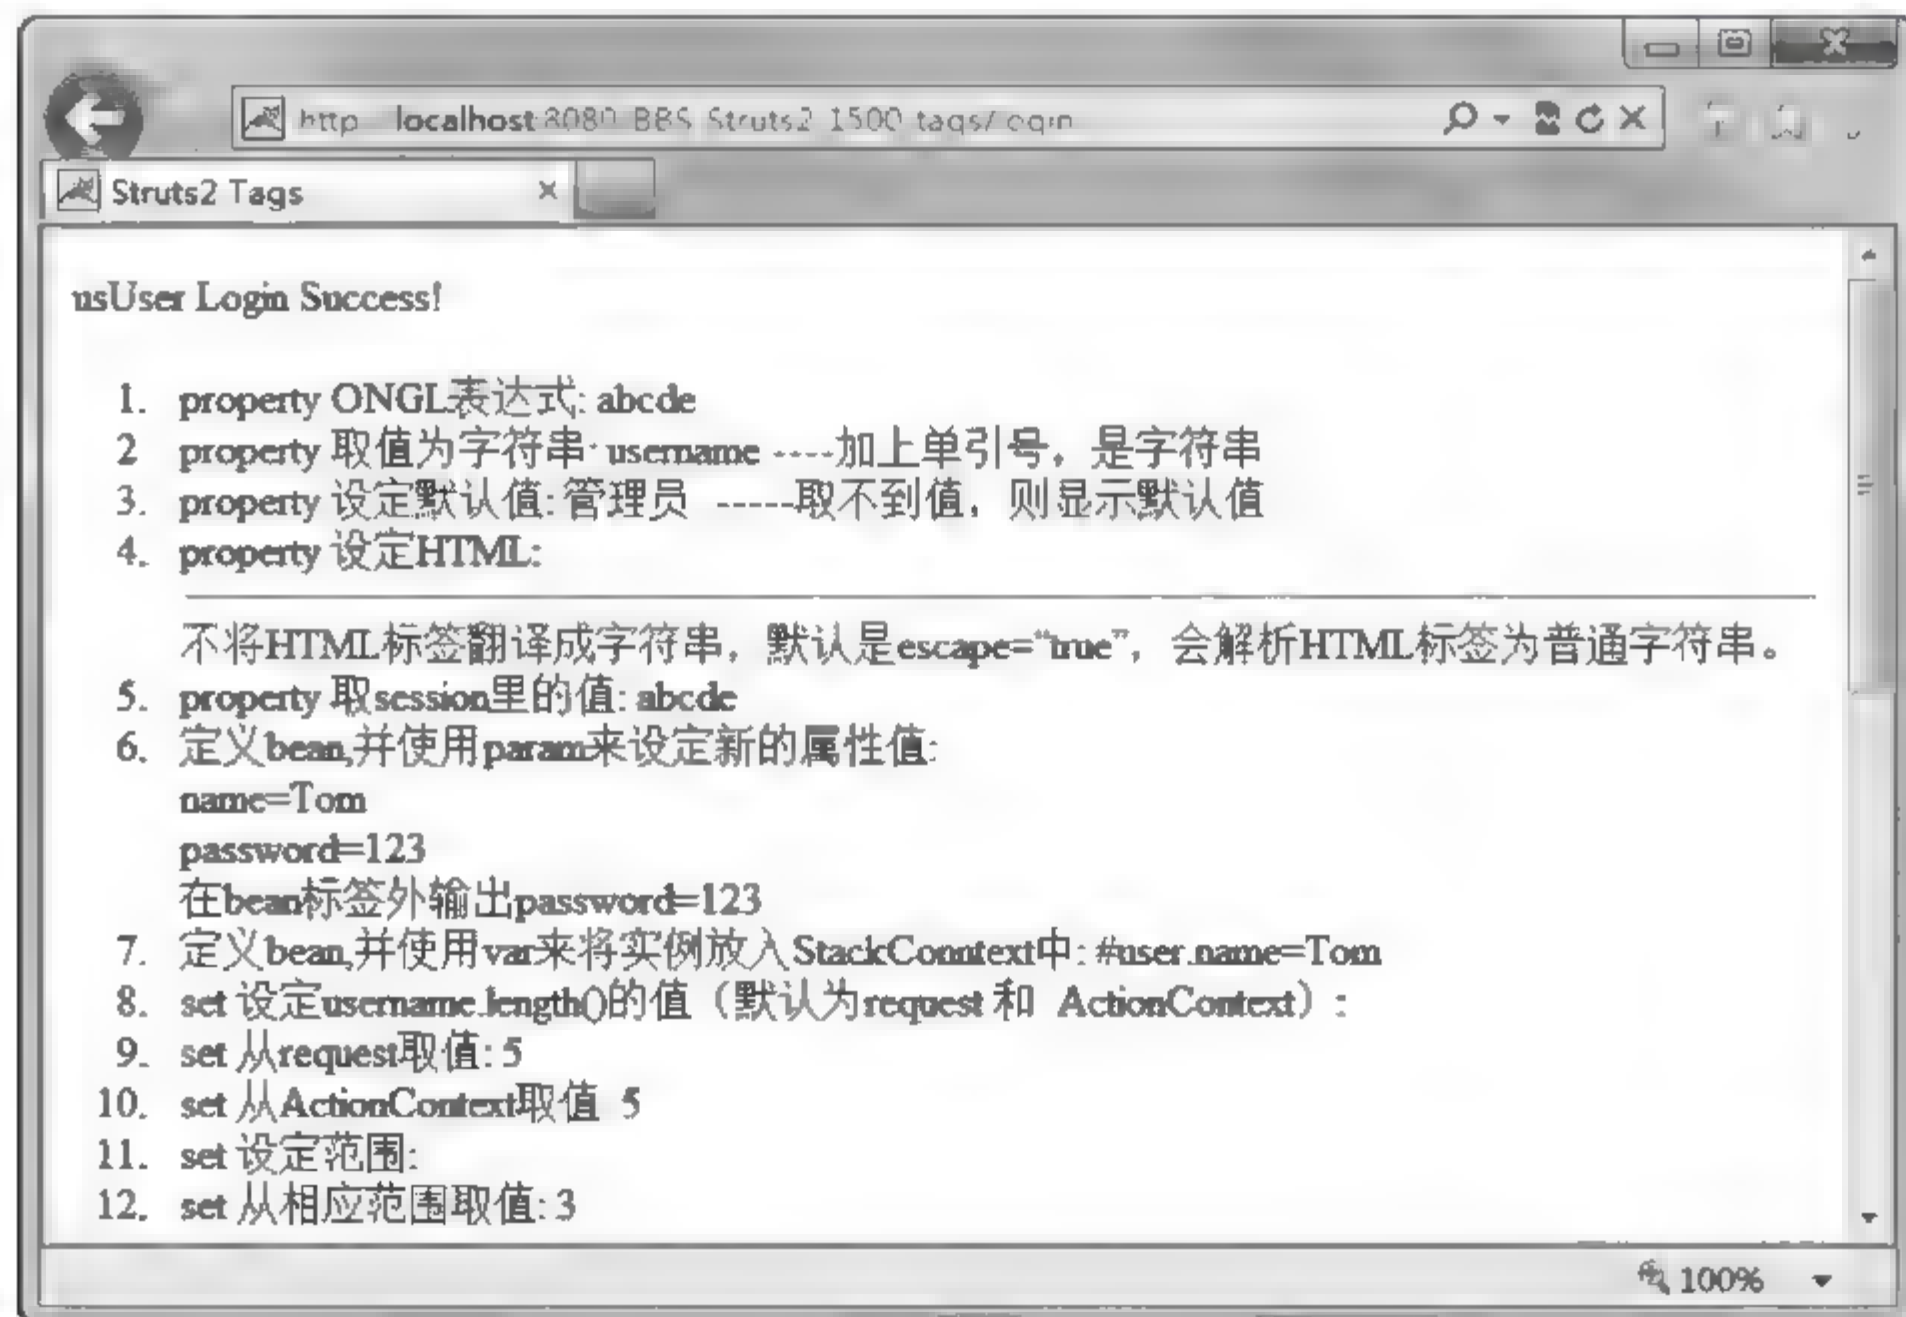 http localhost:8080 BBS Struts2 1500 tags/login
Struts2 Tags
usUser Login Success!
1. property ONGL表达式: abcde
2 property 取值为字符串: username ----加上单引号，是字符串
3. property 设定默认值: 管理员 -----取不到值，则显示默认值
4. property 设定HTML:
不将HTML标签翻译成字符串，默认是escape="true"，会解析HTML标签为普通字符串。
5. property 取session里的值: abcde
6. 定义bean,并使用param来设定新的属性值:
name=Tom
password=123
在bean标签外输出password=123
7. 定义bean,并使用var来将实例放入StackConntext中: #user.name=Tom
8. set 设定username.length()的值（默认为request 和 ActionContext）:
9. set 从request取值: 5
10. set 从ActionContext取值 5
11. set 设定范围:
12. set 从相应范围取值: 3
100%